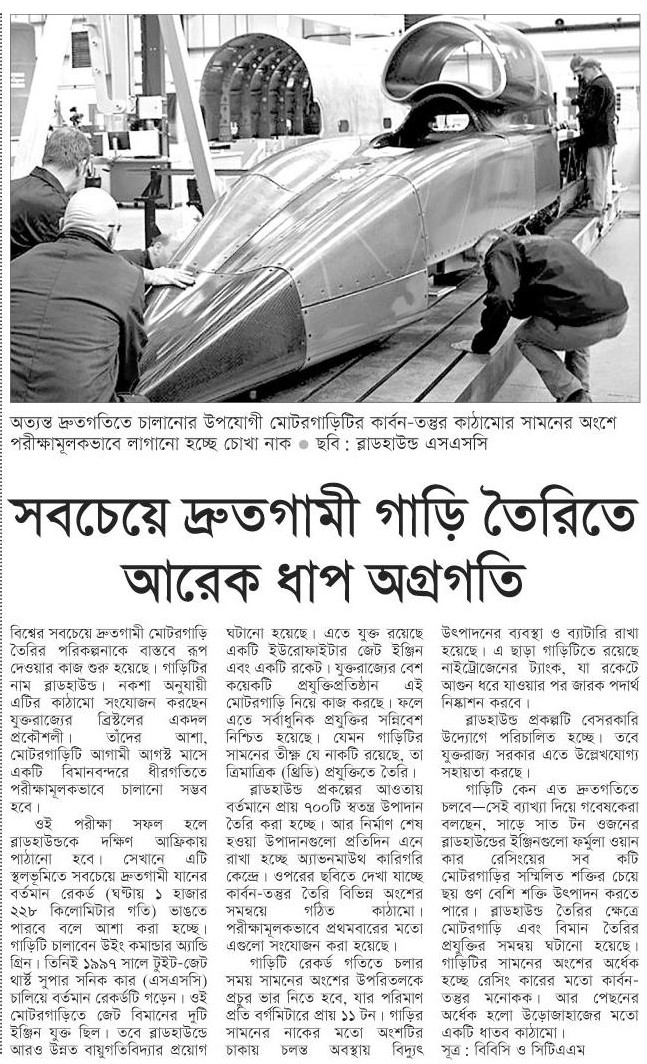 অত্যন্ত দ্রুতগতিতে চালানোর উপযোগী মোটরগাড়িটির কার্বন-তন্তুর কাঠামোর সামনের অংশে
পরীক্ষামূলকভাবে লাগানো হচ্ছে চোখা নাক ● ছবি : ব্লাডহাউন্ড এসএসসি
সবচেয়ে দ্রুতগামী গাড়ি তৈরিতে
আরেক ধাপ অগ্রগতি
বিশ্বের সবচেয়ে দ্রুতগামী মোটরগাড়ি
তৈরির পরিকল্পনাকে বাস্তবে রূপ
দেওয়ার কাজ শুরু হয়েছে। গাড়িটির
নাম ব্লাডহাউন্ড। নকশা অনুযায়ী
এটির কাঠামো সংযোজন করছেন
যুক্তরাজ্যের ব্রিস্টলের একদল
প্রকৌশলী। তাঁদের আশা,
মোটরগাড়িটি আগামী আগস্ট মাসে
একটি বিমানবন্দরে ধীরগতিতে
পরীক্ষামূলকভাবে চালানো সম্ভব
হবে।
ওই পরীক্ষা সফল হলে
ব্লাডহাউন্ডকে দক্ষিণ আফ্রিকায়
পাঠানো হবে। সেখানে এটি
স্থলভূমিতে সবচেয়ে দ্রুতগামী যানের
বর্তমান রেকর্ড (ঘণ্টায় ১ হাজার
২২৮ কিলোমিটার গতি) ভাঙতে
পারবে বলে আশা করা হচ্ছে।
গাড়িটি চালাবেন উইং কমান্ডার অ্যান্ডি
গ্রিন। তিনিই ১৯৯৭ সালে টুইট-জেট
থার্স্ট সুপার সনিক কার (এসএসসি)
চালিয়ে বর্তমান রেকর্ডটি গড়েন। ওই
মোটরগাড়িতে জেট বিমানের দুটি
ইঞ্জিন যুক্ত ছিল। তবে ব্লাডহাউন্ডে
আরও উন্নত বায়ুগতিবিদ্যার প্রয়োগ
ঘটানো হয়েছে। এতে যুক্ত রয়েছে
একটি ইউরোফাইটার জেট ইঞ্জিন
এবং একটি রকেট। যুক্তরাজ্যের বেশ
কয়েকটি প্রযুক্তিপ্রতিষ্ঠান এই
মোটরগাড়ি নিয়ে কাজ করছে। ফলে
এতে সর্বাধুনিক প্রযুক্তির সন্নিবেশ
নিশ্চিত হয়েছে। যেমন গাড়িটির
সামনের তীক্ষ্ণ যে নাকটি রয়েছে, তা
ত্রিমাত্রিক (থ্রিডি) প্রযুক্তিতে তৈরি।
ব্লাডহাউন্ড প্রকল্পের আওতায়
বর্তমানে প্রায় ৭০০টি স্বতন্ত্র উপাদান
তৈরি করা হচ্ছে। আর নির্মাণ শেষ
হওয়া উপাদানগুলো প্রতিদিন এনে
রাখা হচ্ছে অ্যাভনমাউথ কারিগরি
কেন্দ্রে। ওপরের ছবিতে দেখা যাচ্ছে
কার্বন-তন্তুর তৈরি বিভিন্ন অংশের
সমন্বয়ে গঠিত কাঠামো।
পরীক্ষামূলকভাবে প্রথমবারের মতো
এগুলো সংযোজন করা হয়েছে।
গাড়িটি রেকর্ড গতিতে চলার
সময় সামনের অংশের উপরিতলকে
প্রচুর ভার নিতে হবে, যার পরিমাণ
প্রতি বর্গমিটারে প্রায় ১১ টন। গাড়ির
সামনের নাকের মতো অংশটির
চাকায় চলন্ত অবস্থায় বিদ্যুৎ
উৎপাদনের ব্যবস্থা ও ব্যাটারি রাখা
হয়েছে। এ ছাড়া গাড়িটিতে রয়েছে
নাইট্রোজেনের ট্যাংক, যা রকেটে
আগুন ধরে যাওয়ার পর জারক পদার্থ
নিষ্কাশন করবে।
ব্লাডহাউন্ড প্রকল্পটি বেসরকারি
উদ্যোগে পরিচালিত হচ্ছে। তবে
যুক্তরাজ্য সরকার এতে উল্লেখযোগ্য
সহায়তা করছে।
গাড়িটি কেন এত দ্রুতগতিতে
চলবে—সেই ব্যাখ্যা দিয়ে গবেষকেরা
বলছেন, সাড়ে সাত টন ওজনের
ব্লাডহাউন্ডের ইঞ্জিনগুলো ফর্মুলা ওয়ান
কার রেসিংয়ের সব কটি
মোটরগাড়ির সম্মিলিত শক্তির চেয়ে
ছয় গুণ বেশি শক্তি উৎপাদন করতে
পারে। ব্লাডহাউন্ড তৈরির ক্ষেত্রে
মোটরগাড়ি এবং বিমান তৈরির
প্রযুক্তির সমন্বয় ঘটানো হয়েছে।
গাড়িটির সামনের অংশের অর্ধেক
হচ্ছে রেসিং কারের মতো কার্বন-
তন্তুর মনোকক। আর পেছনের
অর্ধেক হলো উড়োজাহাজের মতো
একটি ধাতব কাঠামো।
সূত্র : বিবিসি ও সিটিএএম